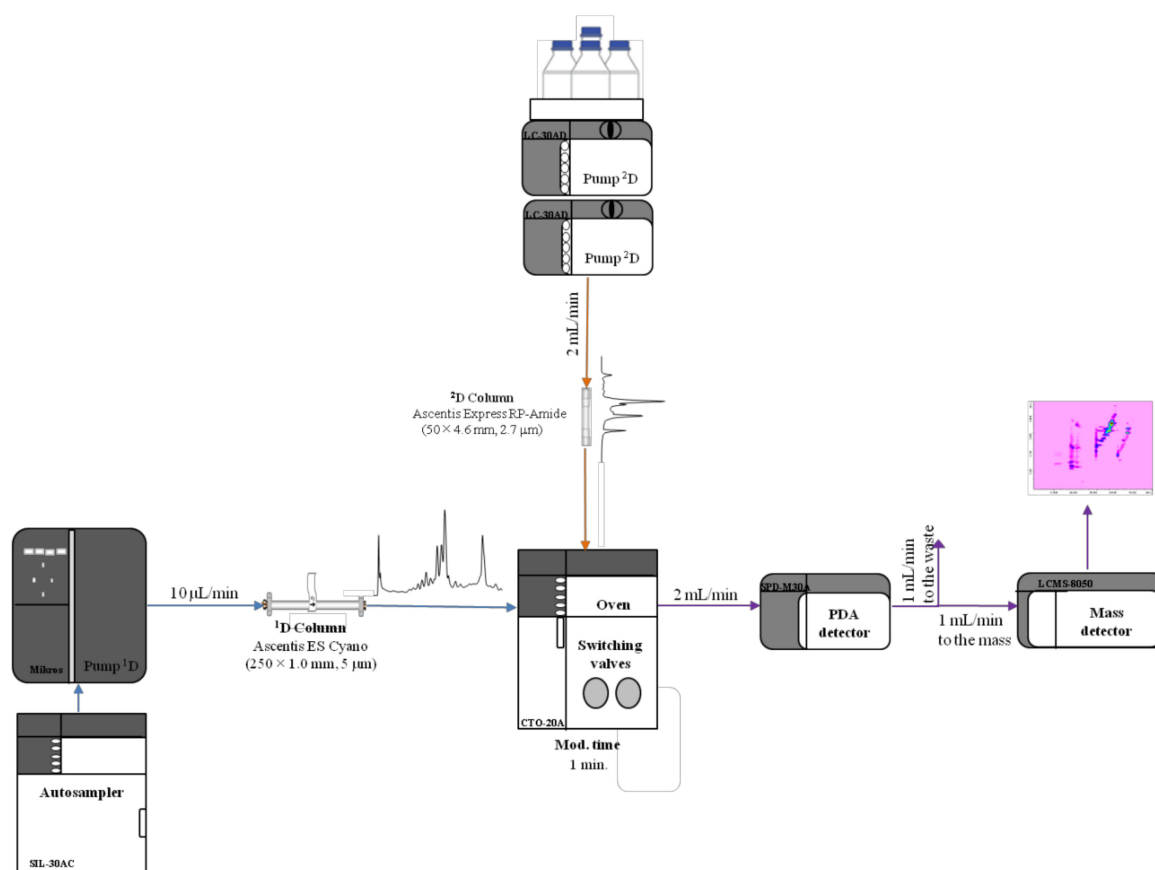 LC-30AD
Pump ²D
LC-30AD
Pump ²D
2 mL/min
²D Column
Ascentis Express RP-Amide
(50 × 4.6 mm, 2.7 µm)
Mikros
Pump ¹D
10 µL/min
¹D Column
Ascentis ES Cyano
(250 × 1.0 mm, 5 µm)
Oven
Switching
valves
CTO-20A
Mod. time
1 min.
2 mL/min
SPD-M30A
PDA
detector
1 mL/min
to the waste
1 mL/min
to the mass
LCMS-8050
Mass
detector
Autosampler
SIL-30AC